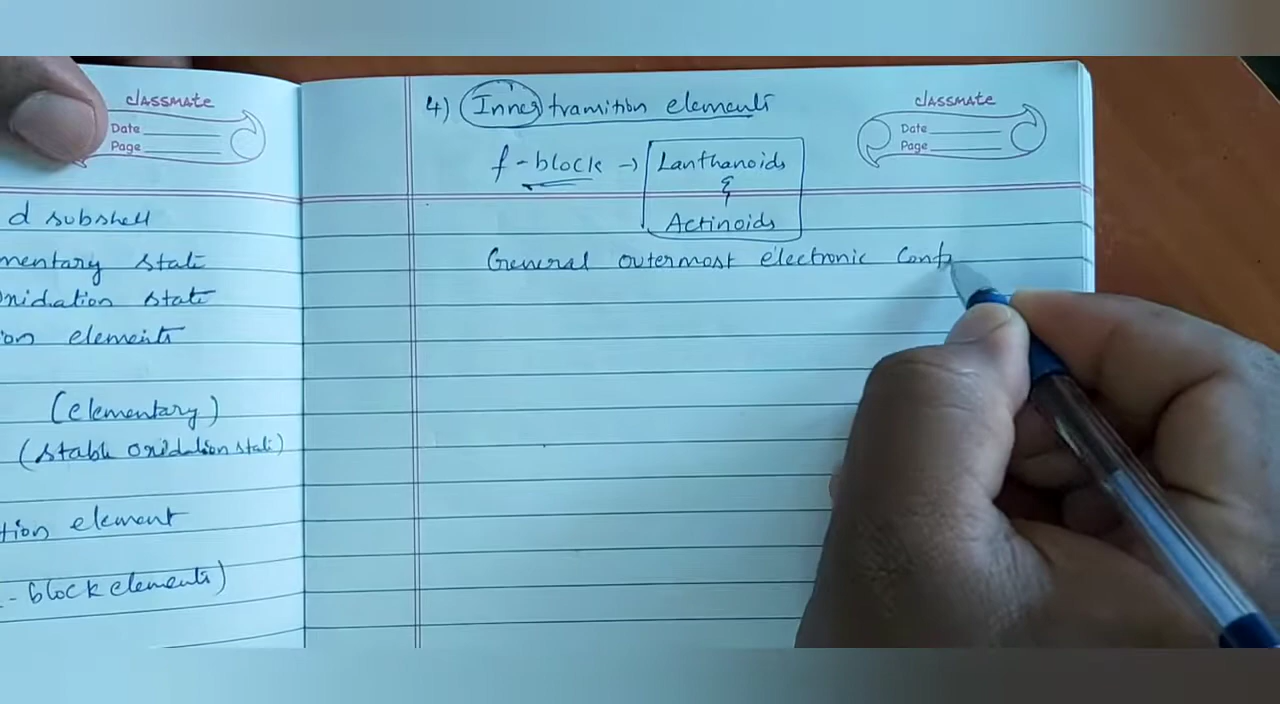 classmate
Date
Page
d subshell
mentary state
oxidation state
ion elements
(elementary)
(stable oxidation state)
tion element
- block elements)
classmate
Date
Page
4) Inner transition elements
f-block → Lanthanoids
&
Actinoids
General outermost electronic Conf